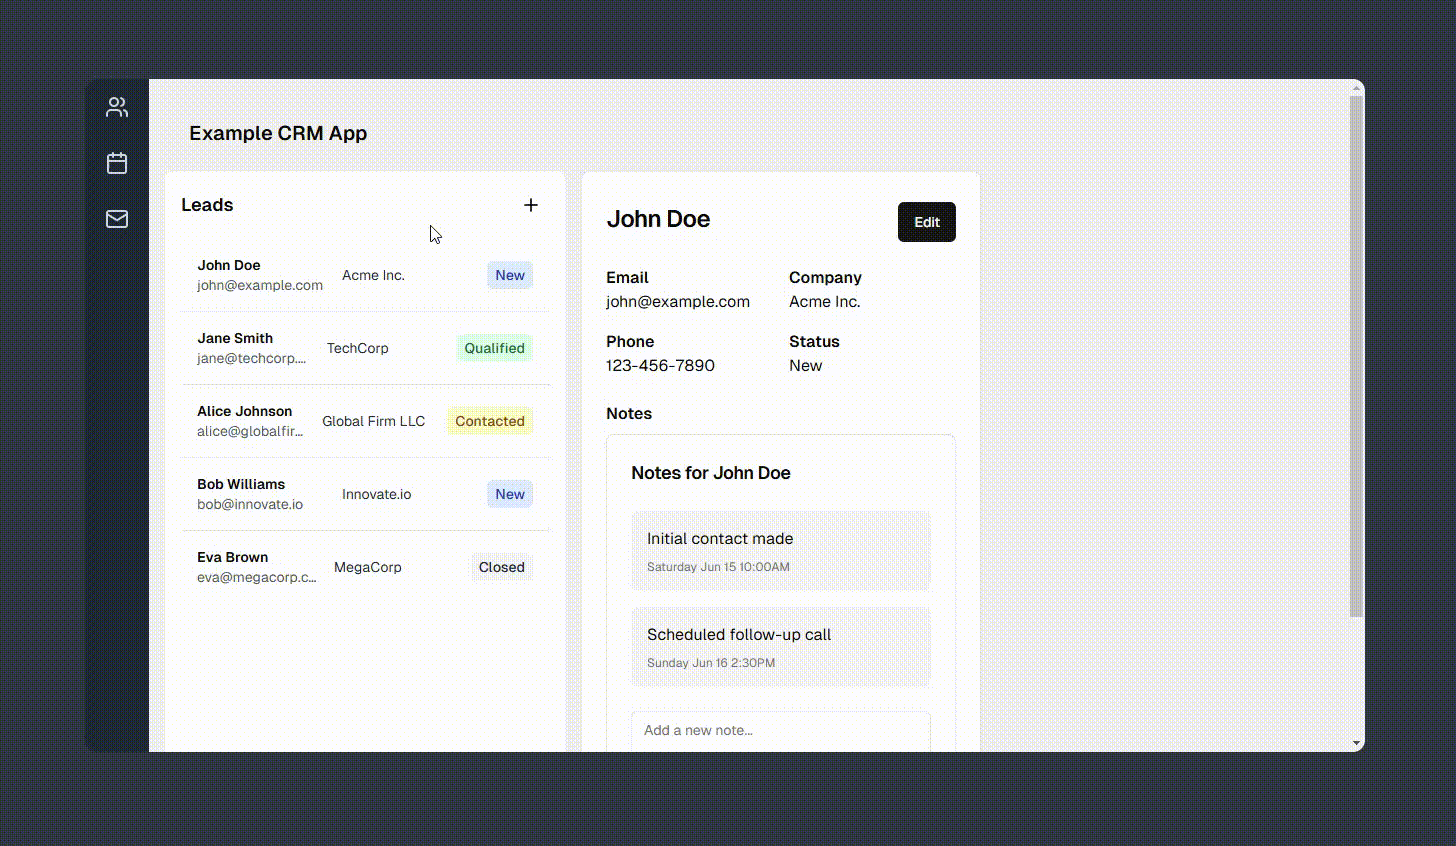 Example CRM App
Leads
John Doe
john@example.com
Acme Inc.
New
Jane Smith
jane@techcorp....
TechCorp
Qualified
Alice Johnson
alice@globalfir...
Global Firm LLC
Contacted
Bob Williams
bob@innovate.io
Innovate.io
New
Eva Brown
eva@megacorp.c...
MegaCorp
Closed
John Doe
Edit
Email
john@example.com
Company
Acme Inc.
Phone
123-456-7890
Status
New
Notes
Notes for John Doe
Initial contact made
Saturday Jun 15 10:00AM
Scheduled follow-up call
Sunday Jun 16 2:30PM
Add a new note...